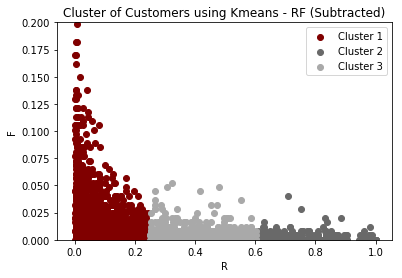 Cluster of Customers using Kmeans - RF (Subtracted)
Cluster 1
Cluster 2
Cluster 3
0.200
0.175
0.150
0.125
0.100
0.075
0.050
0.025
0.000
F
0.0 0.2 0.4 0.6 0.8 1.0
R